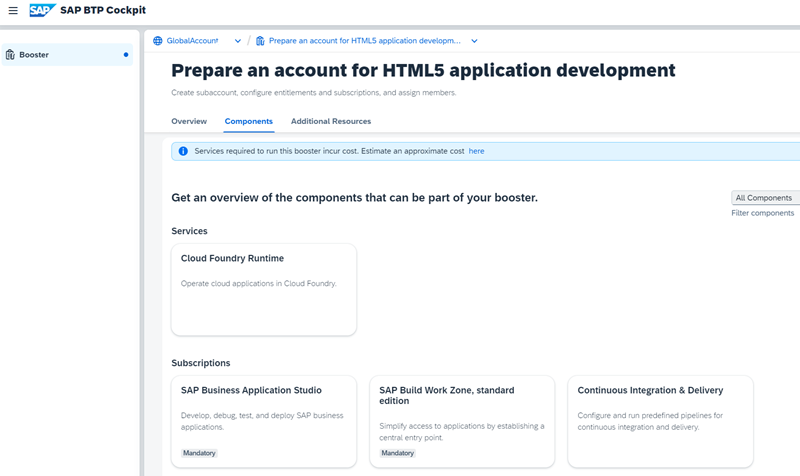 SAP SAP BTP Cockpit
Booster
GlobalAccount / Prepare an account for HTML5 application developm...
Prepare an account for HTML5 application development
Create subaccount, configure entitlements and subscriptions, and assign members.
Overview Components Additional Resources
Services required to run this booster incur cost. Estimate an approximate cost here
Get an overview of the components that can be part of your booster.
All Components
Filter components
Services
Cloud Foundry Runtime
Operate cloud applications in Cloud Foundry.
Subscriptions
SAP Business Application Studio
Develop, debug, test, and deploy SAP business
applications.
Mandatory
SAP Build Work Zone, standard
edition
Simplify access to applications by establishing a
central entry point.
Mandatory
Continuous Integration & Delivery
Configure and run predefined pipelines for
continuous integration and delivery.